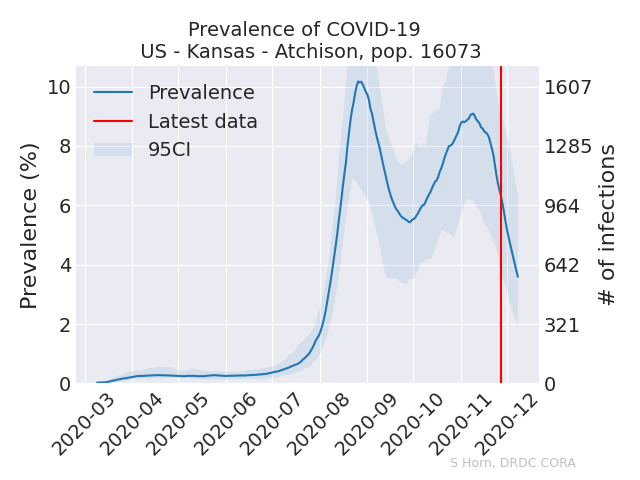 Prevalence of COVID-19
US - Kansas - Atchison, pop. 16073
Prevalence
Latest data
95CI
Prevalence (%)
10
8
6
4
2
0
1607
1285
964
642
321
0
# of infections
2020-03
2020-04
2020-05
2020-06
2020-07
2020-08
2020-09
2020-10
2020-11
2020-12
S Horn, DRDC CORA